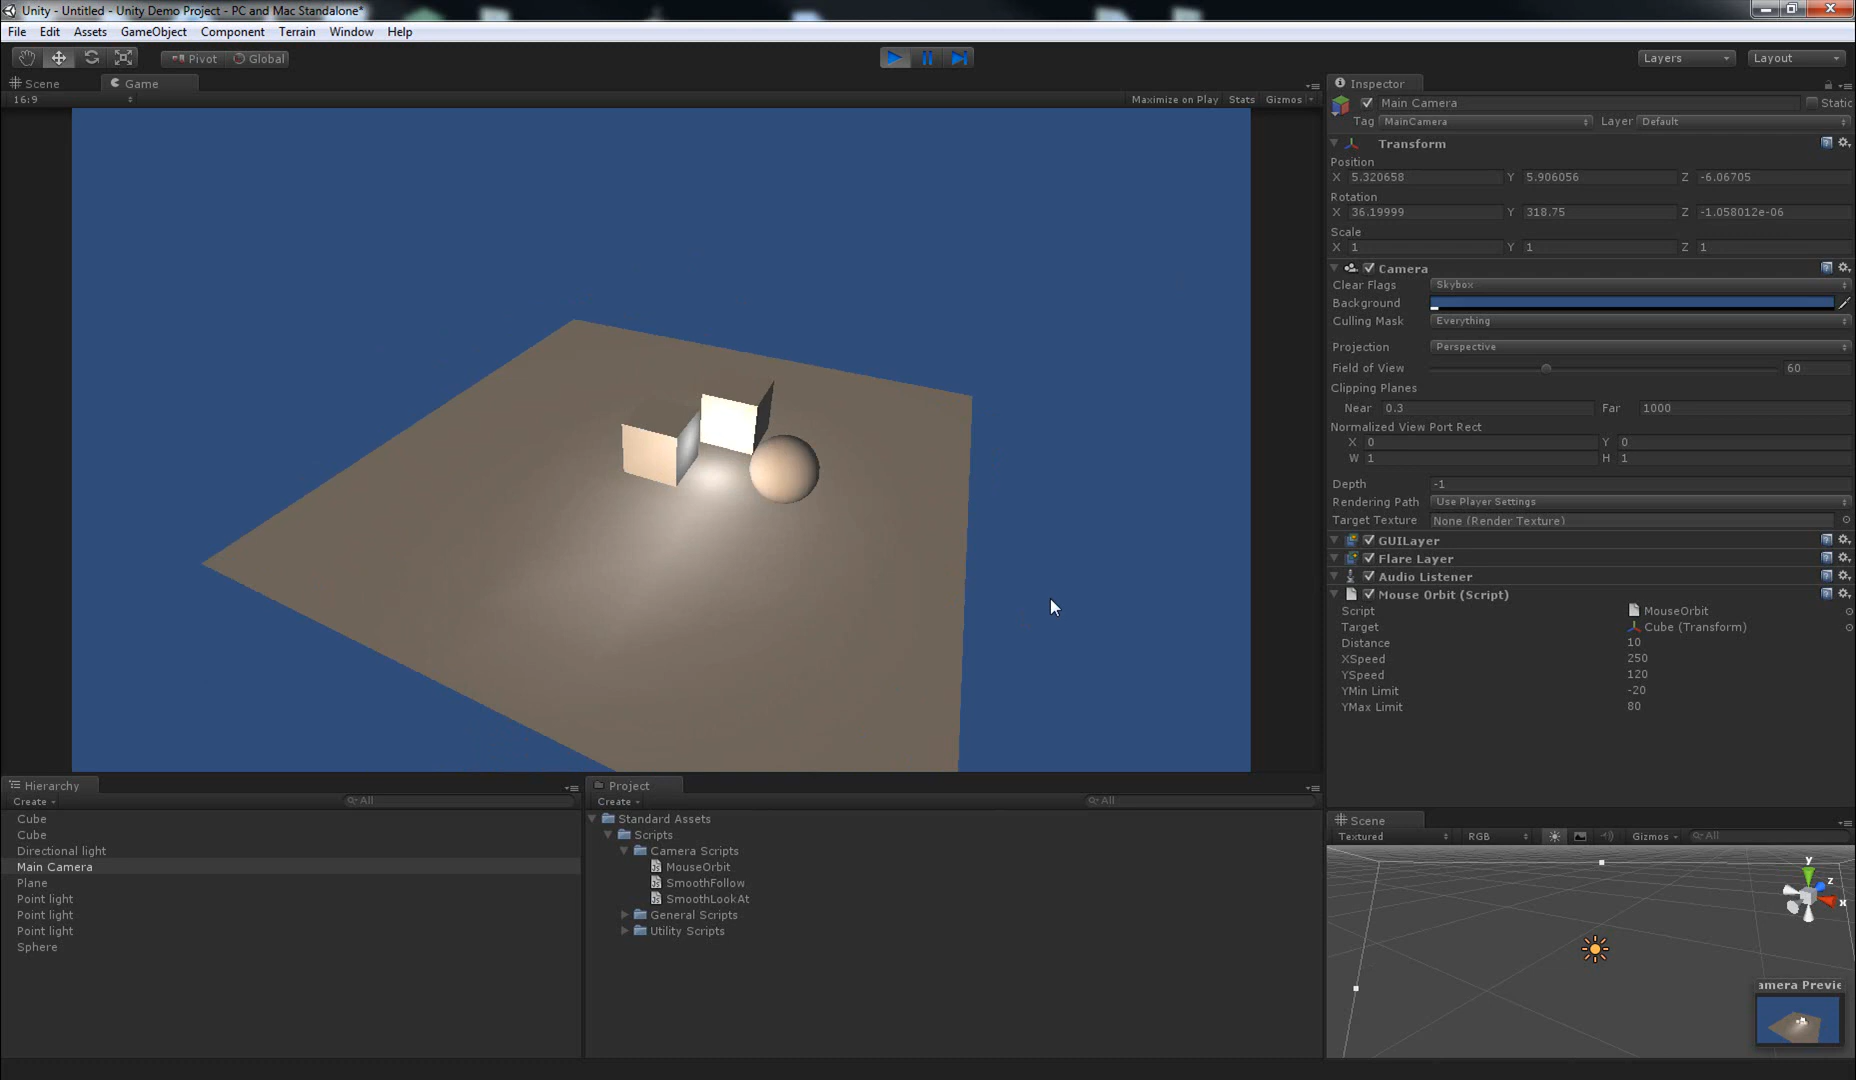 Unity - Untitled - Unity Demo Project - PC and Mac Standalone*
File Edit Assets GameObject Component Terrain Window Help
Pivot Global Layers Layout
Scene Game
16:9 Maximize on Play Stats Gizmos
Inspector
Main Camera Static
Tag MainCamera Layer Default
Transform
Position
X 5.320658 Y 5.906056 Z -6.06705
Rotation
X 36.19999 Y 318.75 Z -1.058012e-06
Scale
X 1 Y 1 Z 1
Camera
Clear Flags Skybox
Background
Culling Mask Everything
Projection Perspective
Field of View 60
Clipping Planes
Near 0.3 Far 1000
Normalized View Port Rect
X 0 Y 0
W 1 H 1
Depth -1
Rendering Path Use Player Settings
Target Texture None (Render Texture)
GUILayer
Flare Layer
Audio Listener
Mouse Orbit (Script)
Script MouseOrbit
Target Cube (Transform)
Distance 10
XSpeed 250
YSpeed 120
YMin Limit -20
YMax Limit 80
Hierarchy
Create All
Cube
Cube
Directional light
Main Camera
Plane
Point light
Point light
Point light
Sphere
Project
Create All
Standard Assets
Scripts
Camera Scripts
MouseOrbit
SmoothFollow
SmoothLookAt
General Scripts
Utility Scripts
Scene
Textured RGB Gizmos All
y
z
x
amera Previe